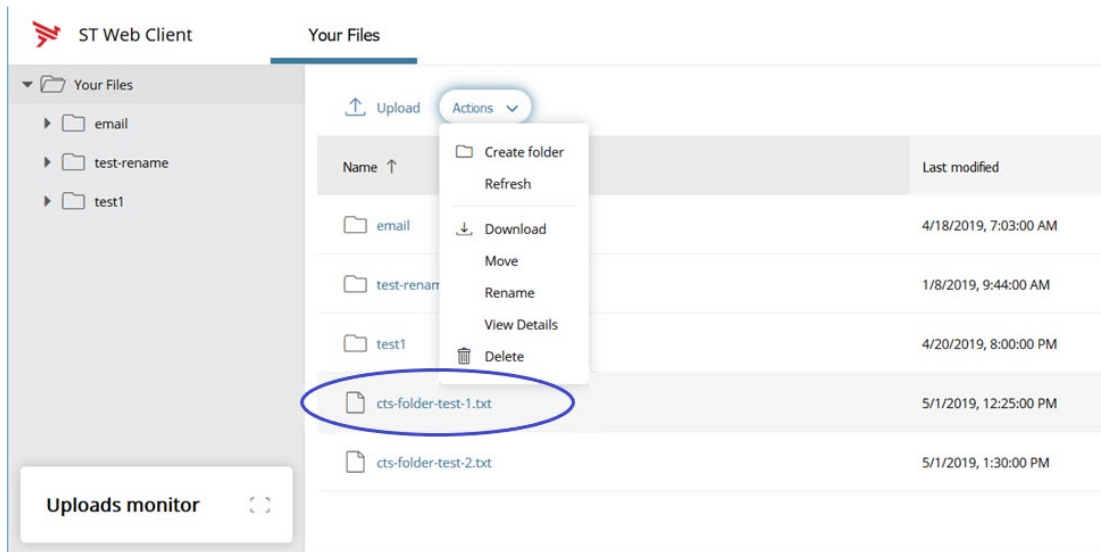 ST Web Client
Your Files
Your Files
email
test-rename
test1
Upload
Actions
Create folder
Refresh
Download
Move
Rename
View Details
Delete
Name ↑
Last modified
email
4/18/2019, 7:03:00 AM
test-renam
1/8/2019, 9:44:00 AM
test1
4/20/2019, 8:00:00 PM
cts-folder-test-1.txt
5/1/2019, 12:25:00 PM
cts-folder-test-2.txt
5/1/2019, 1:30:00 PM
Uploads monitor